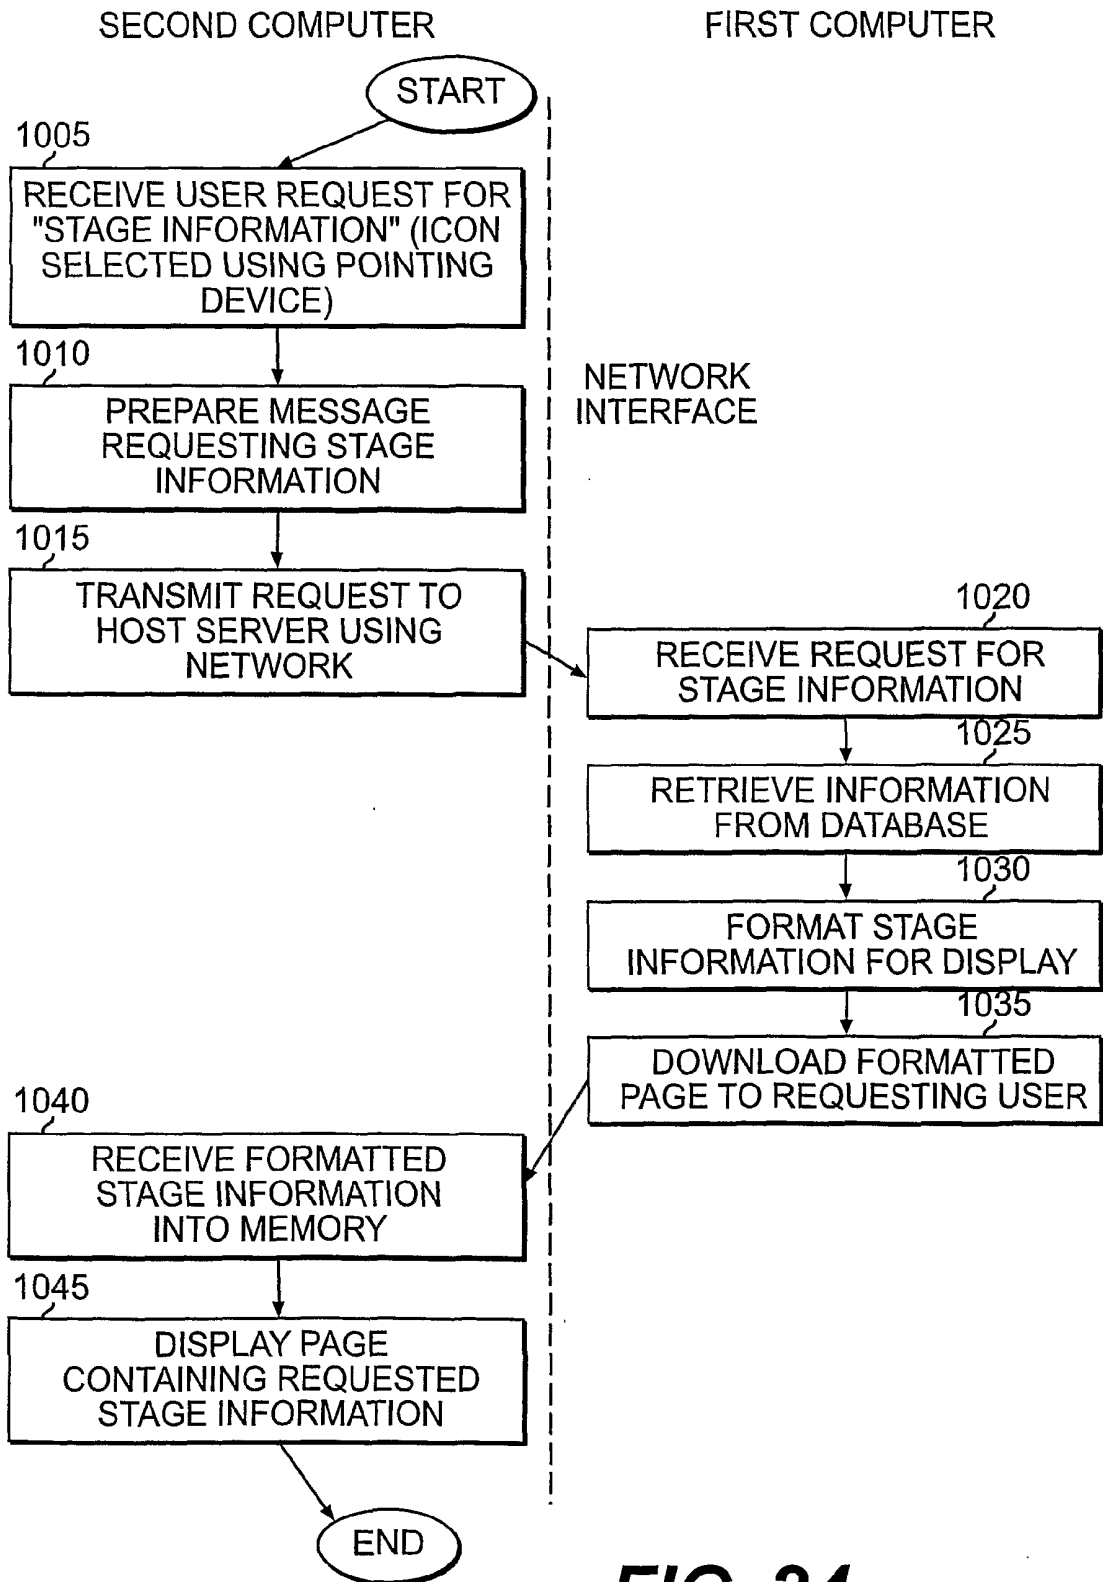 SECOND COMPUTER
FIRST COMPUTER
START
1005
RECEIVE USER REQUEST FOR
"STAGE INFORMATION" (ICON
SELECTED USING POINTING
DEVICE)
1010
PREPARE MESSAGE
REQUESTING STAGE
INFORMATION
NETWORK
INTERFACE
1015
TRANSMIT REQUEST TO
HOST SERVER USING
NETWORK
1020
RECEIVE REQUEST FOR
STAGE INFORMATION
1025
RETRIEVE INFORMATION
FROM DATABASE
1030
FORMAT STAGE
INFORMATION FOR DISPLAY
1035
DOWNLOAD FORMATTED
PAGE TO REQUESTING USER
1040
RECEIVE FORMATTED
STAGE INFORMATION
INTO MEMORY
1045
DISPLAY PAGE
CONTAINING REQUESTED
STAGE INFORMATION
END